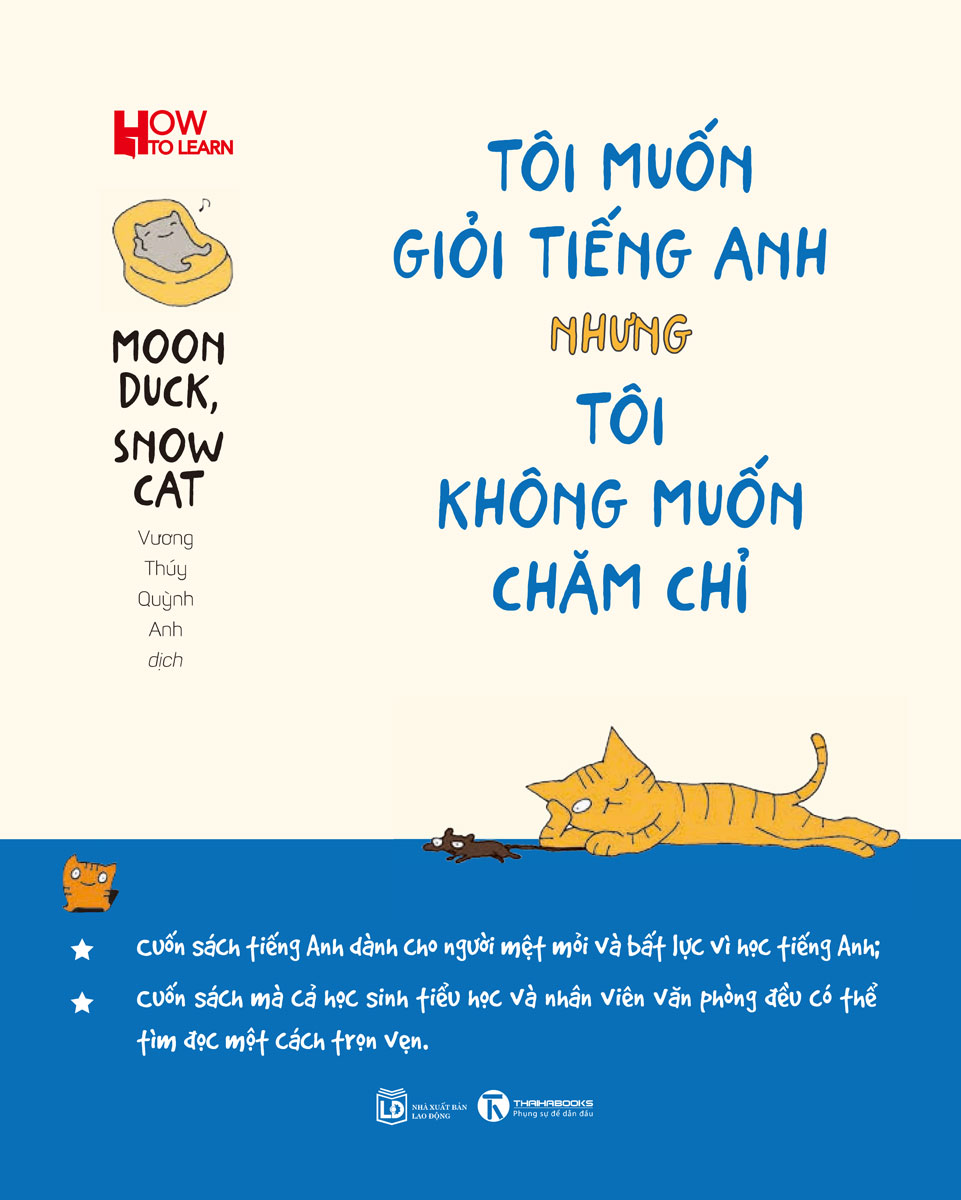 HOW
TO LEARN
MOON
DUCK,
SNOW
CAT
Vương
Thúy
Quỳnh
Anh
dịch
TÔI MUỐN
GIỎI TIẾNG ANH
NHƯNG
TÔI
KHÔNG MUỐN
CHĂM CHỈ
Cuốn sách tiếng Anh dành cho người mệt mỏi và bất lực vì học tiếng Anh;
Cuốn sách mà cả học sinh tiểu học và nhân viên văn phòng đều có thể
tìm đọc một cách trọn vẹn.
LĐ
NHÀ XUẤT BẢN
LAO ĐỘNG
THAIHABOOKS
Phụng sự để dẫn đầu